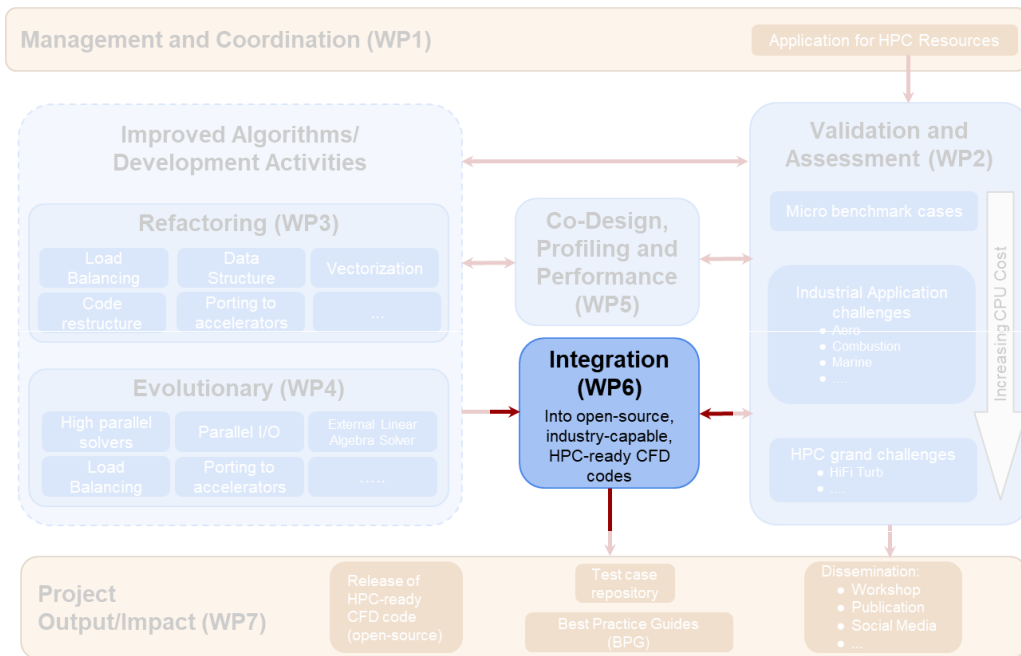 Management and Coordination (WP1)
Application for HPC Resources
Improved Algorithms/
Development Activities
Refactoring (WP3)
Load
Balancing
Data
Structure
Vectorization
Code
restructure
Porting to
accelerators
...
Evolutionary (WP4)
High parallel
solvers
Parallel I/O
External Linear
Algebra Solver
Load
Balancing
Porting to
accelerators
.....
Co-Design,
Profiling and
Performance
(WP5)
Integration
(WP6)
Into open-source,
industry-capable,
HPC-ready CFD
codes
Validation and
Assessment (WP2)
Micro benchmark cases
Industrial Application
challenges
● Aero
● Combustion
● Marine
● ....
HPC grand challenges
● HiFi Turb
● ....
Increasing CPU Cost
Project
Output/Impact (WP7)
Release of
HPC-ready
CFD code
(open-source)
Test case
repository
Best Practice Guides
(BPG)
Dissemination:
● Workshop
● Publication
● Social Media
● ...